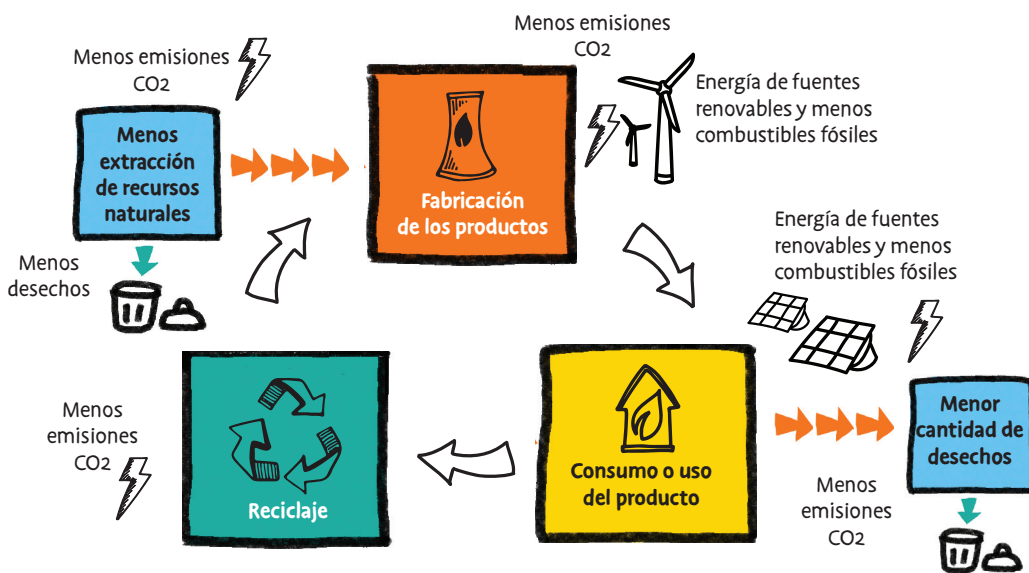 Menos emisiones
CO2
Menos
extracción
de recursos
naturales
Menos
desechos
Menos emisiones
CO2
Energía de fuentes
renovables y menos
combustibles fósiles
Fabricación
de los productos
Energía de fuentes
renovables y menos
combustibles fósiles
Menos
emisiones
CO2
Reciclaje
Consumo o uso
del producto
Menor
cantidad de
desechos
Menos
emisiones
CO2